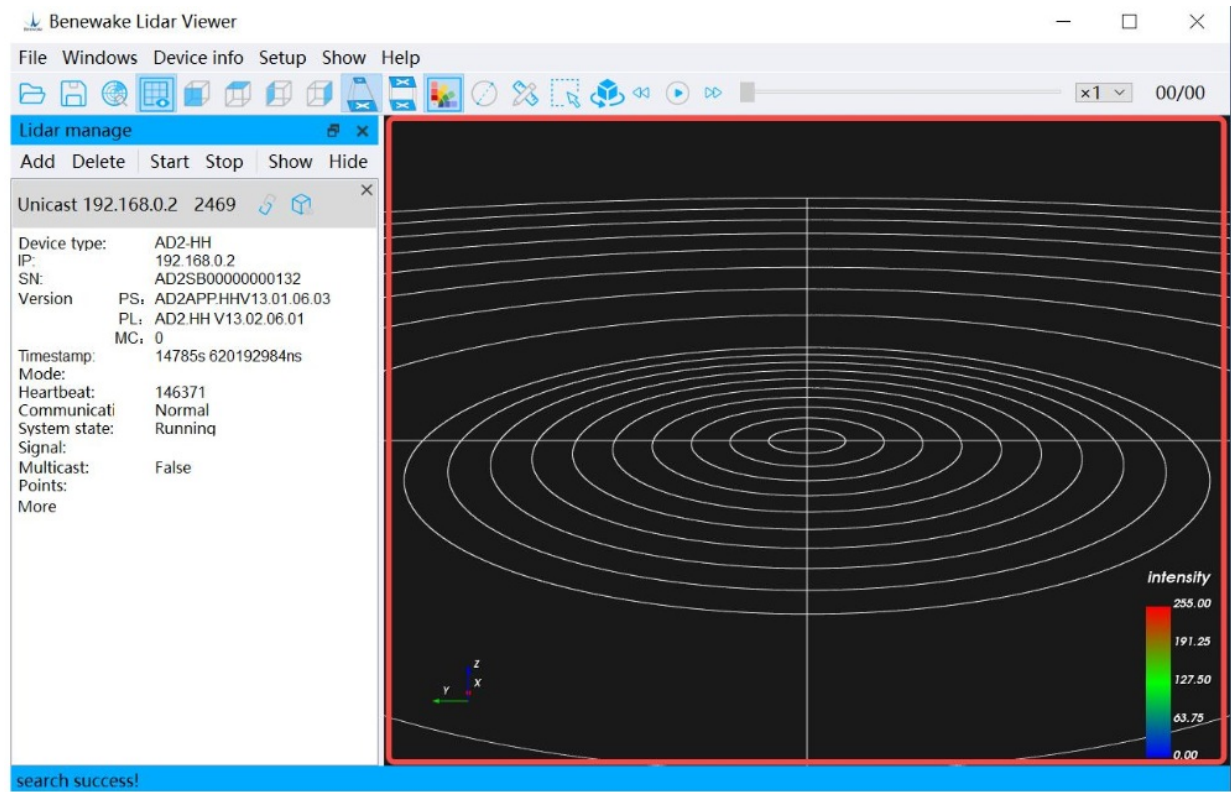 Benewake Lidar Viewer
File Windows Device info Setup Show Help
×1 00/00
Lidar manage
Add Delete Start Stop Show Hide
Unicast 192.168.0.2 2469
Device type: AD2-HH
IP: 192.168.0.2
SN: AD2SB00000000132
Version PS: AD2APP.HHV13.01.06.03
PL: AD2.HH V13.02.06.01
MC: 0
Timestamp: 14785s 620192984ns
Mode:
Heartbeat: 146371
Communicati Normal
System state: Running
Signal:
Multicast: False
Points:
More
intensity
255.00
191.25
127.50
63.75
0.00
Z
X
Y
search success!